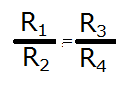 R₁/R₂ = R₃/R₄